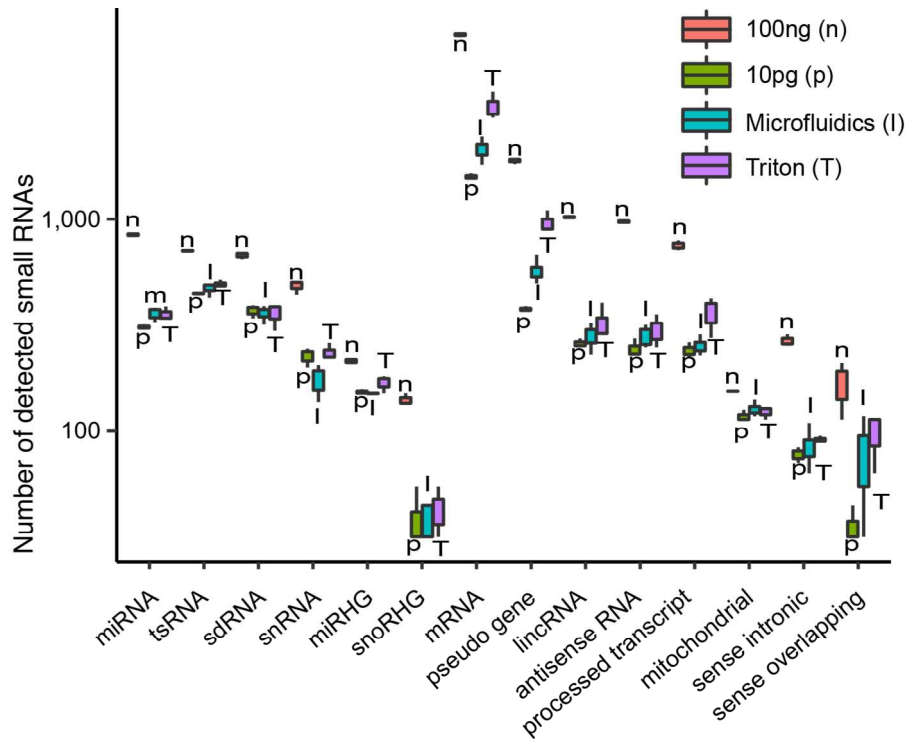 100ng (n)
10pg (p)
Microfluidics (I)
Triton (T)
Number of detected small RNAs
1,000
100
n
p
m
T
n
p
I
T
n
p
I
T
n
p
I
T
n
p
I
T
n
p
I
T
n
p
I
T
n
p
I
T
n
p
I
T
n
p
I
T
n
p
I
T
n
p
I
T
n
p
I
T
n
p
I
T
miRNA
tsRNA
sdRNA
snRNA
miRHG
snoRHG
mRNA
pseudo gene
lincRNA
antisense RNA
processed transcript
mitochondrial
sense intronic
sense overlapping